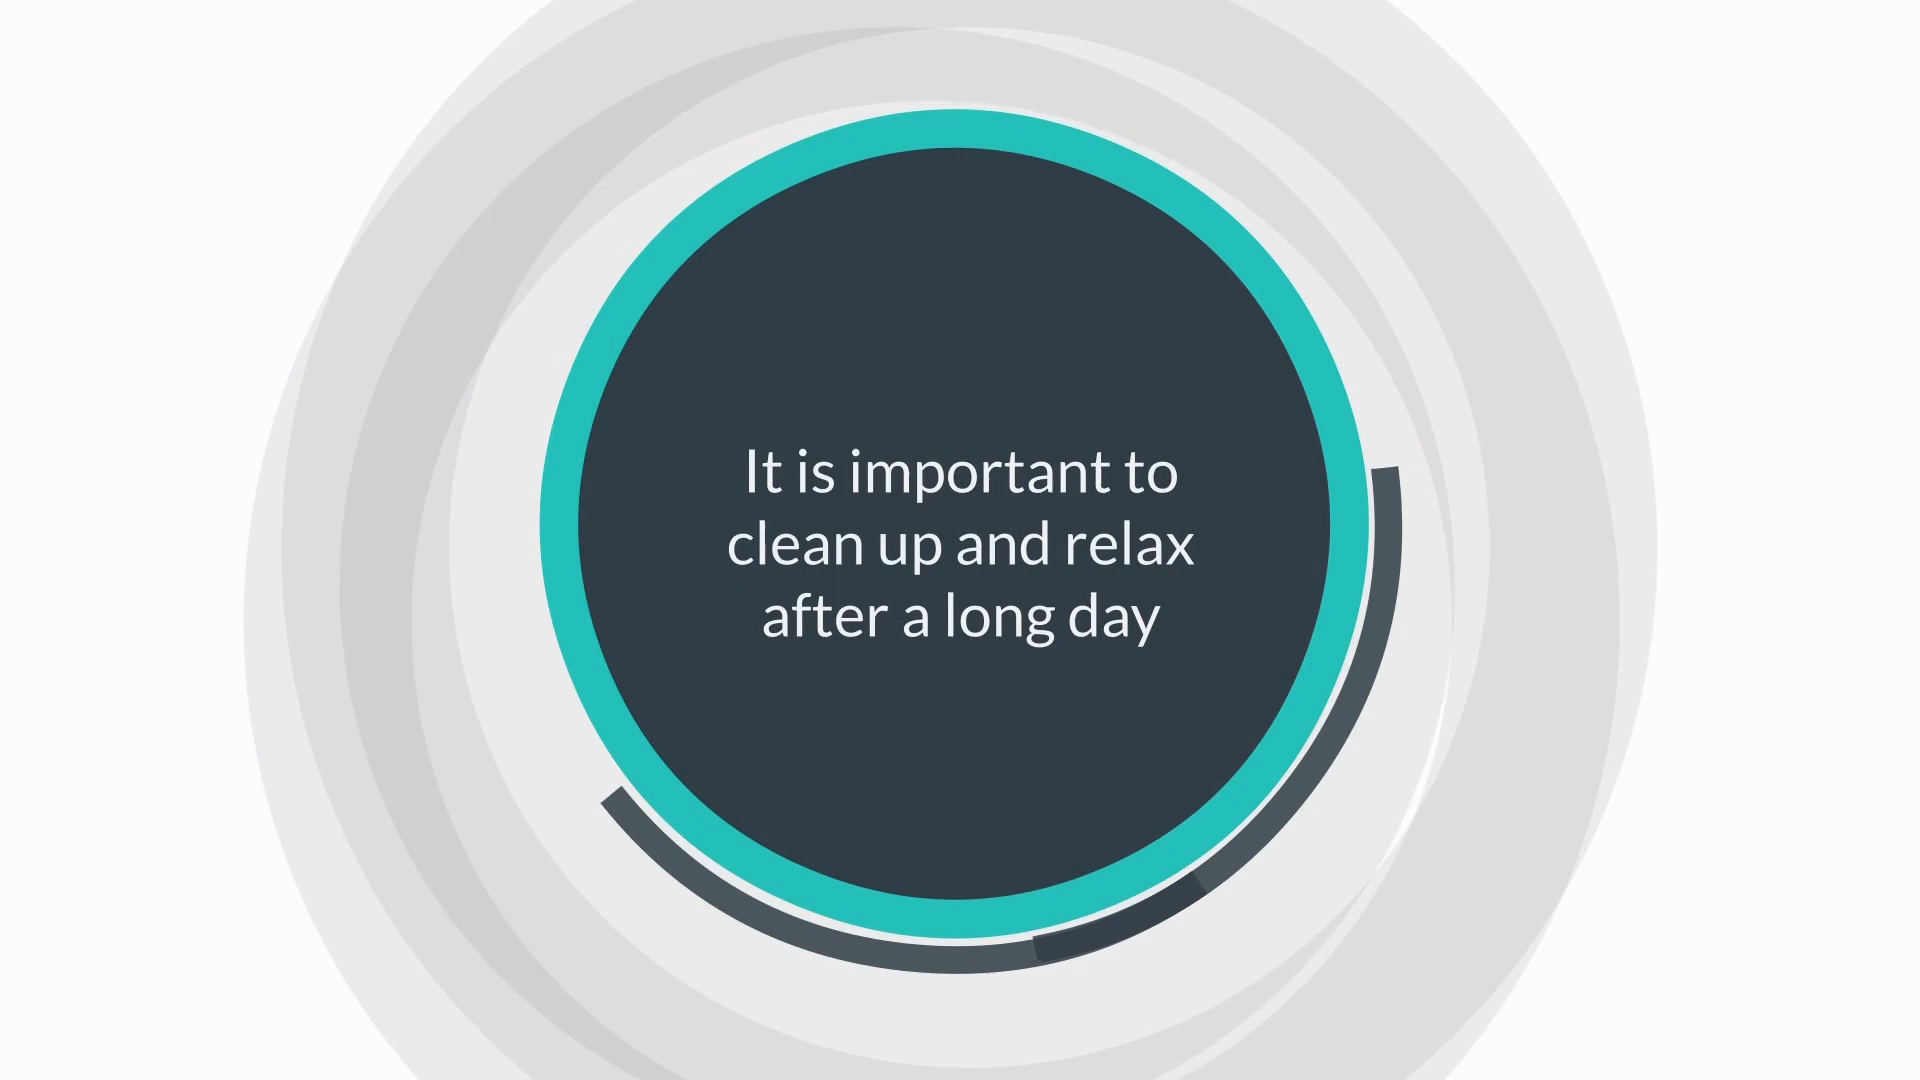 It is important to
clean up and relax
after a long day